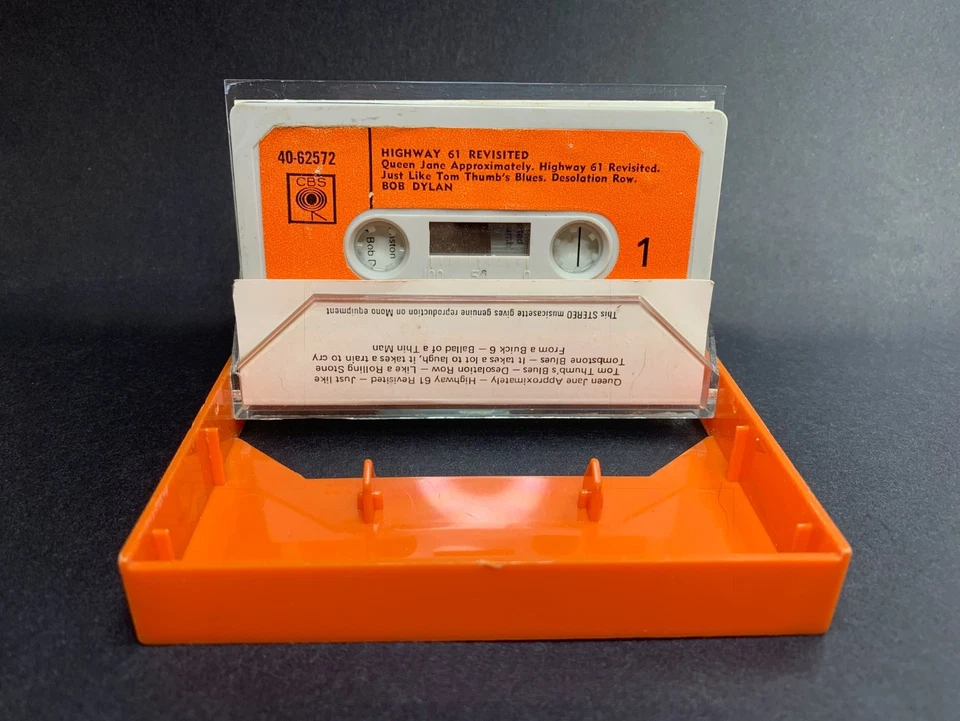 40-62572
CBS
HIGHWAY 61 REVISITED
Queen Jane Approximately. Highway 61 Revisited.
Just Like Tom Thumb's Blues. Desolation Row.
BOB DYLAN
1
Queen Jane Approximately – Highway 61 Revisited – Just like
Tom Thumb's Blues – Desolation Row – Like a Rolling Stone
Tombstone Blues – It takes a lot to laugh, it takes a train to cry
From a Buick 6 – Ballad of a Thin Man
This STEREO musicassette gives genuine reproduction on Mono equipment